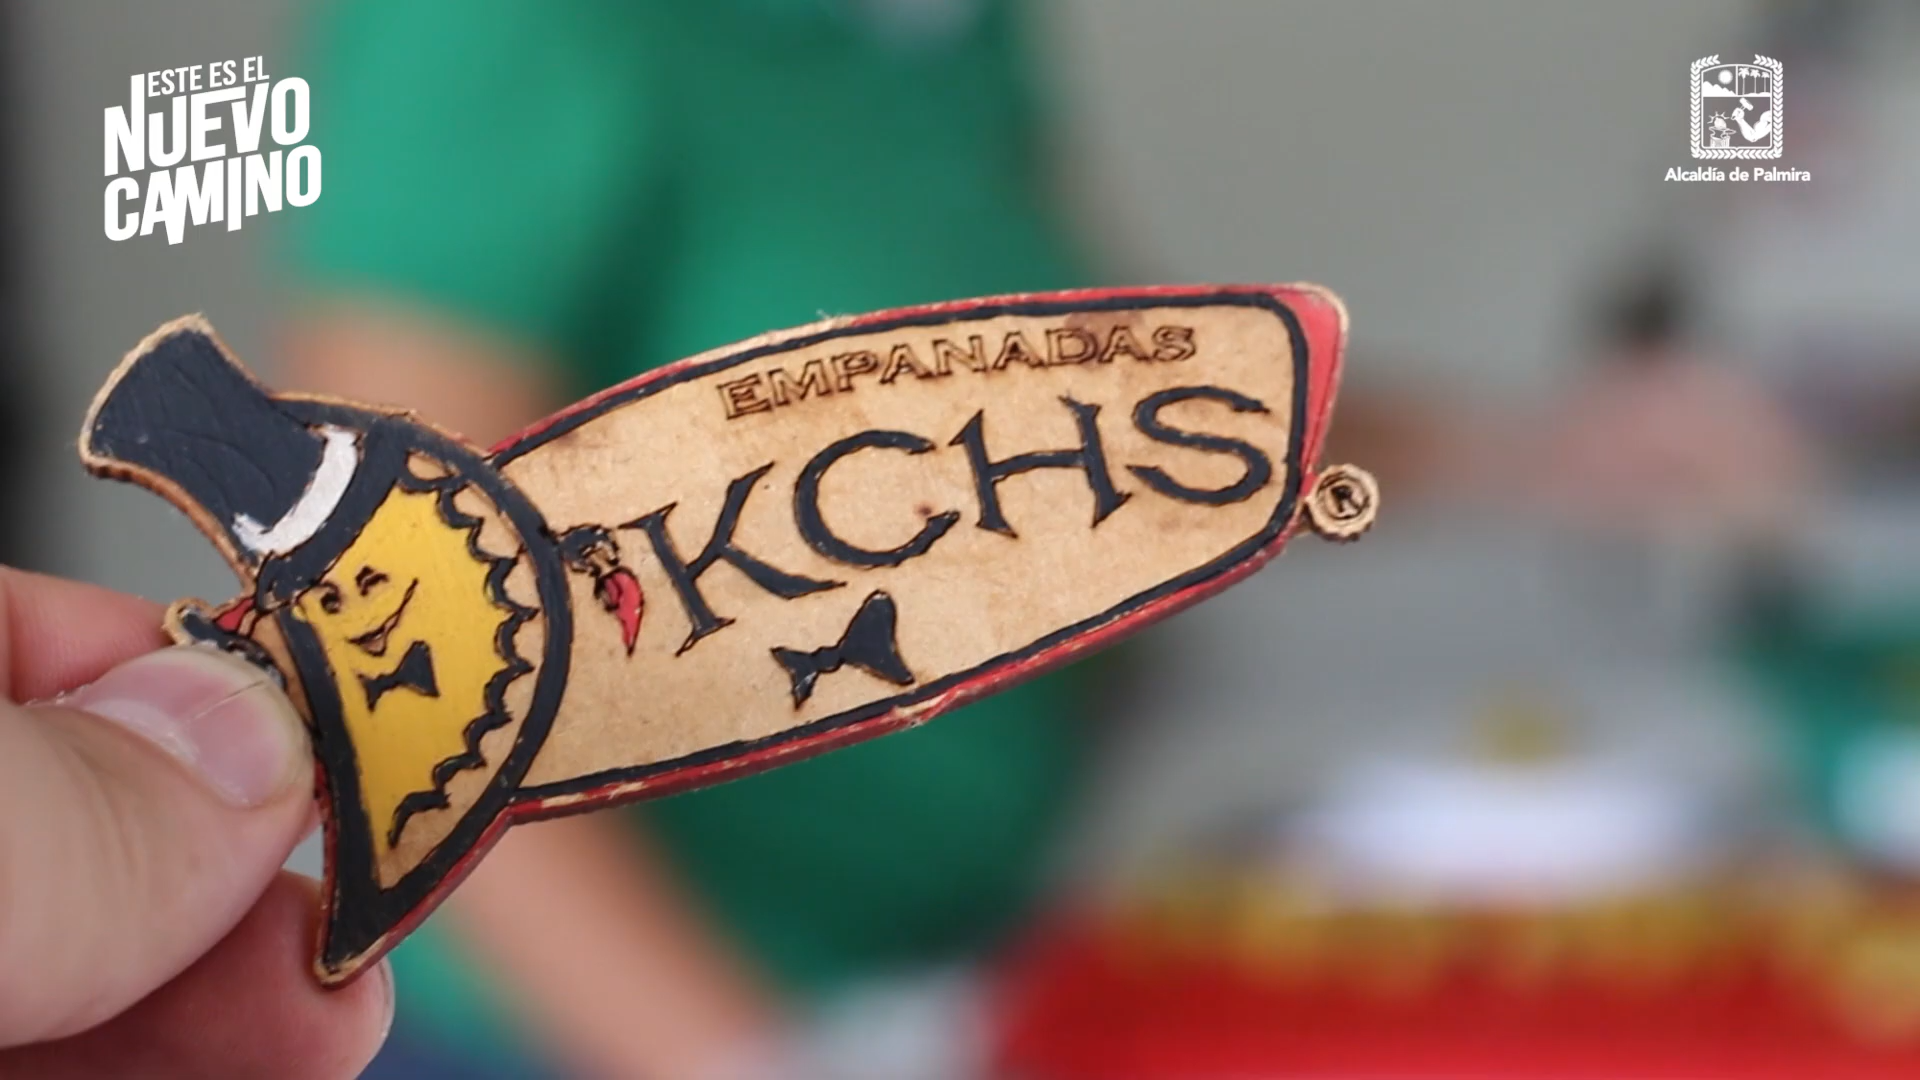 ESTE ES EL
NUEVO
CAMINO
Alcaldía de Palmira
EMPANADAS
KCHS
®